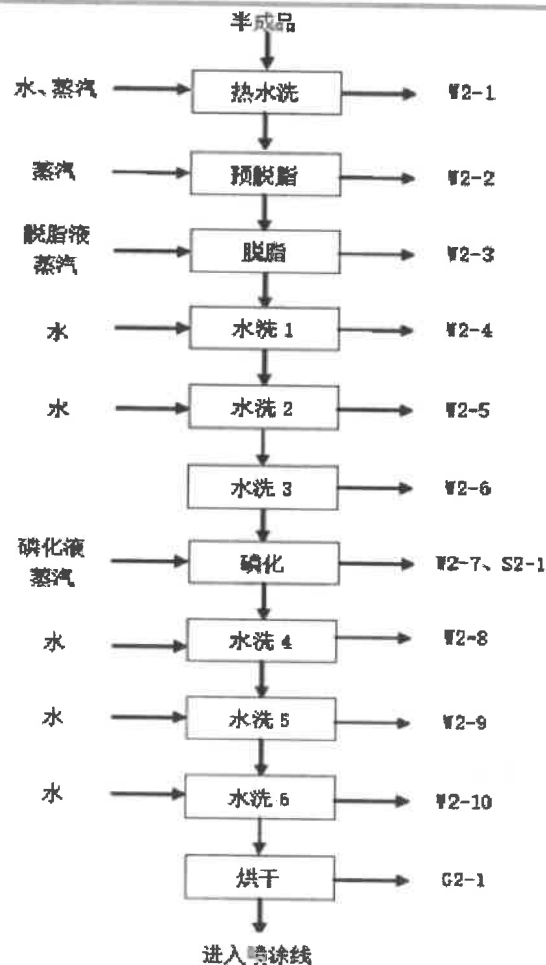 半成品
水、蒸汽 热水洗 W2-1
蒸汽 预脱脂 W2-2
脱脂液
蒸汽
脱脂 W2-3
水 水洗1 W2-4
水 水洗2 W2-5
水洗3 W2-6
磷化液
蒸汽
磷化 W2-7、S2-1
水 水洗4 W2-8
水 水洗5 W2-9
水 水洗6 W2-10
烘干 G2-1
进入喷涂线